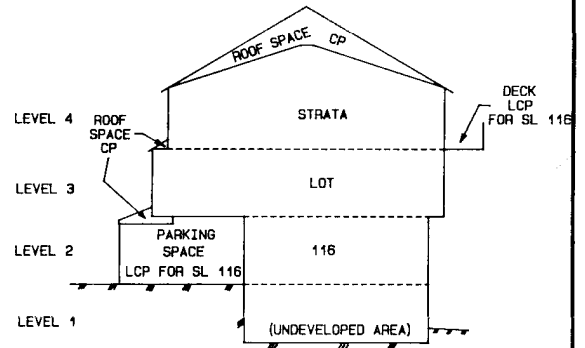 ROOF SPACE CP
DECK
LCP
FOR SL 116
LEVEL 4
ROOF
SPACE
CP
STRATA
LEVEL 3
LOT
LEVEL 2
PARKING
SPACE
LCP FOR SL 116
116
LEVEL 1
(UNDEVELOPED AREA)